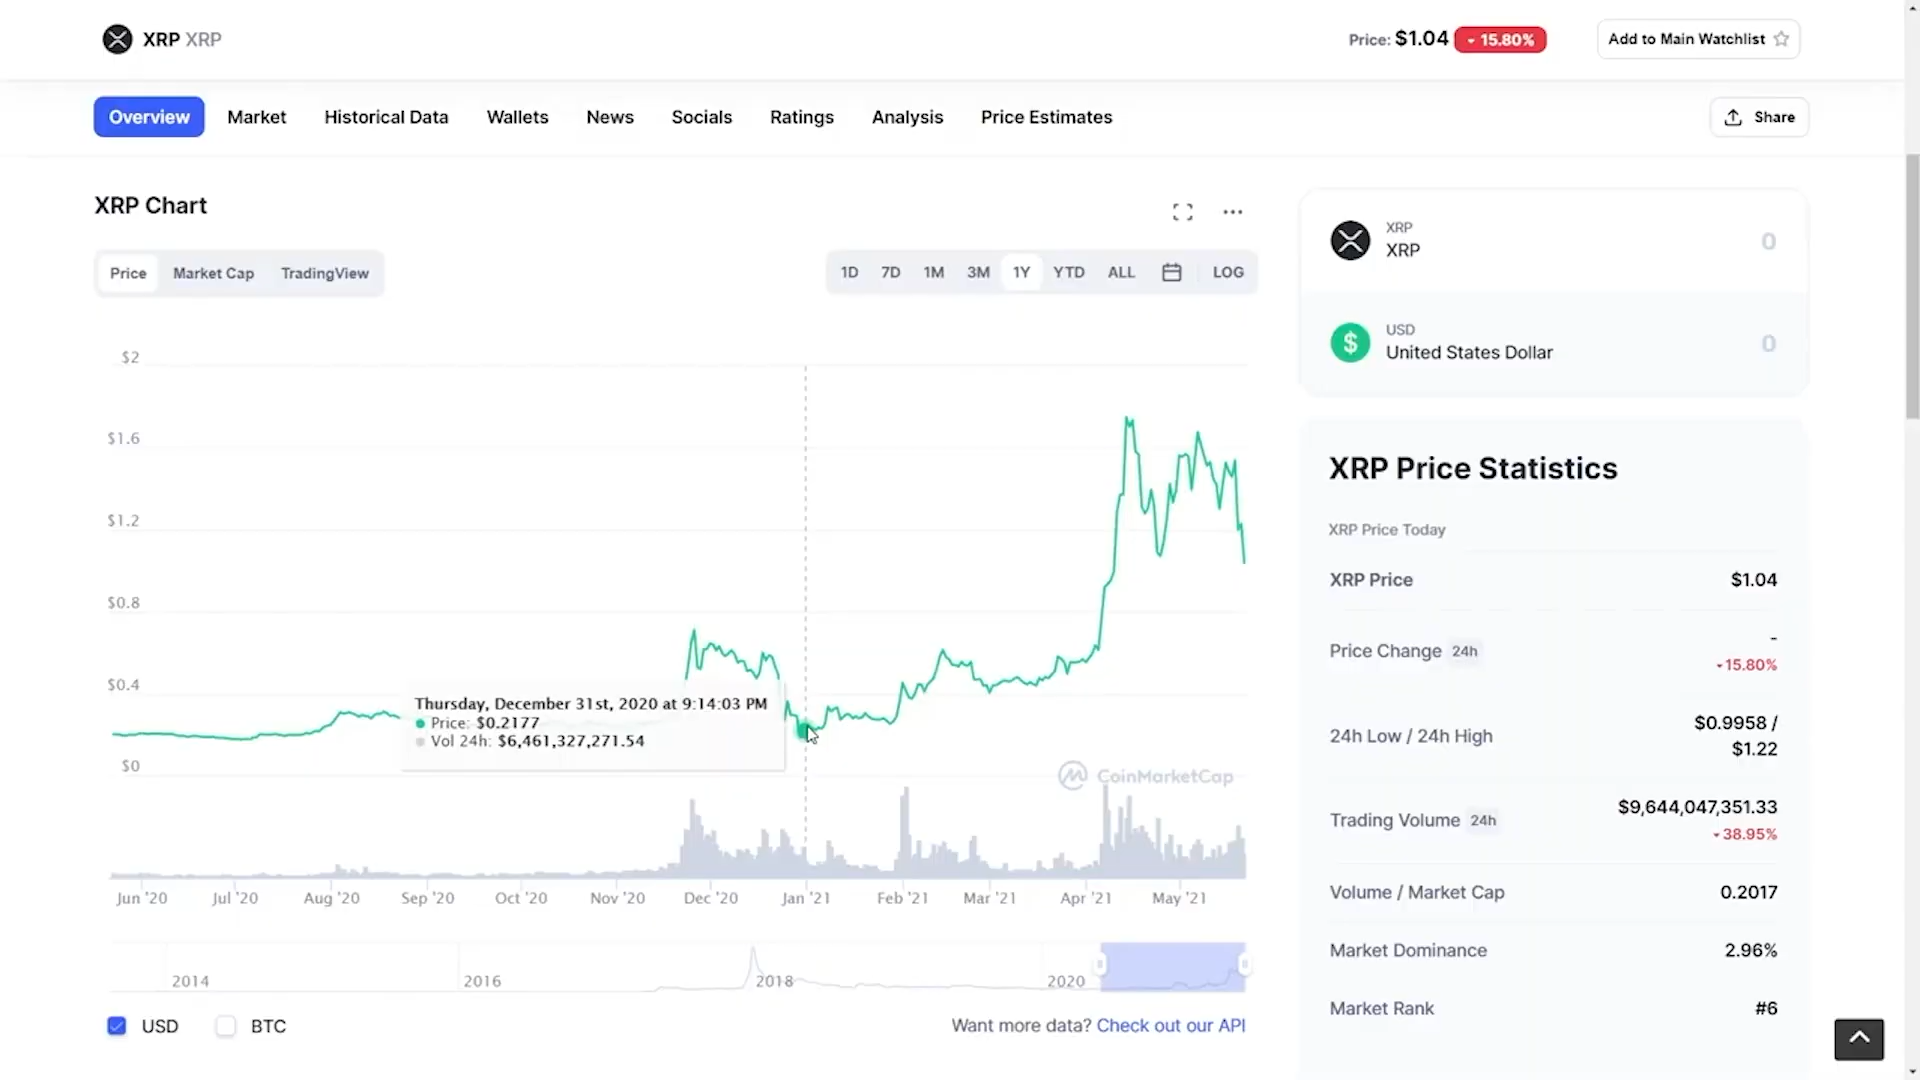 XRP XRP
Price: $1.04 15.80%
Add to Main Watchlist
Overview Market Historical Data Wallets News Socials Ratings Analysis Price Estimates
Share
XRP Chart
Price Market Cap TradingView
1D 7D 1M 3M 1Y YTD ALL LOG
$2
$1.6
$1.2
$0.8
$0.4
$0
Thursday, December 31st, 2020 at 9:14:03 PM
Price: $0.2177
Vol 24h: $6,461,327,271.54
CoinMarketCap
Jun '20 Jul '20 Aug '20 Sep '20 Oct '20 Nov '20 Dec '20 Jan '21 Feb '21 Mar '21 Apr '21 May '21
2014 2016 2018 2020
USD BTC
Want more data? Check out our API
XRP
XRP 0
USD
United States Dollar 0
XRP Price Statistics
XRP Price Today
XRP Price $1.04
Price Change 24h -
15.80%
24h Low / 24h High $0.9958 /
$1.22
Trading Volume 24h $9,644,047,351.33
38.95%
Volume / Market Cap 0.2017
Market Dominance 2.96%
Market Rank #6